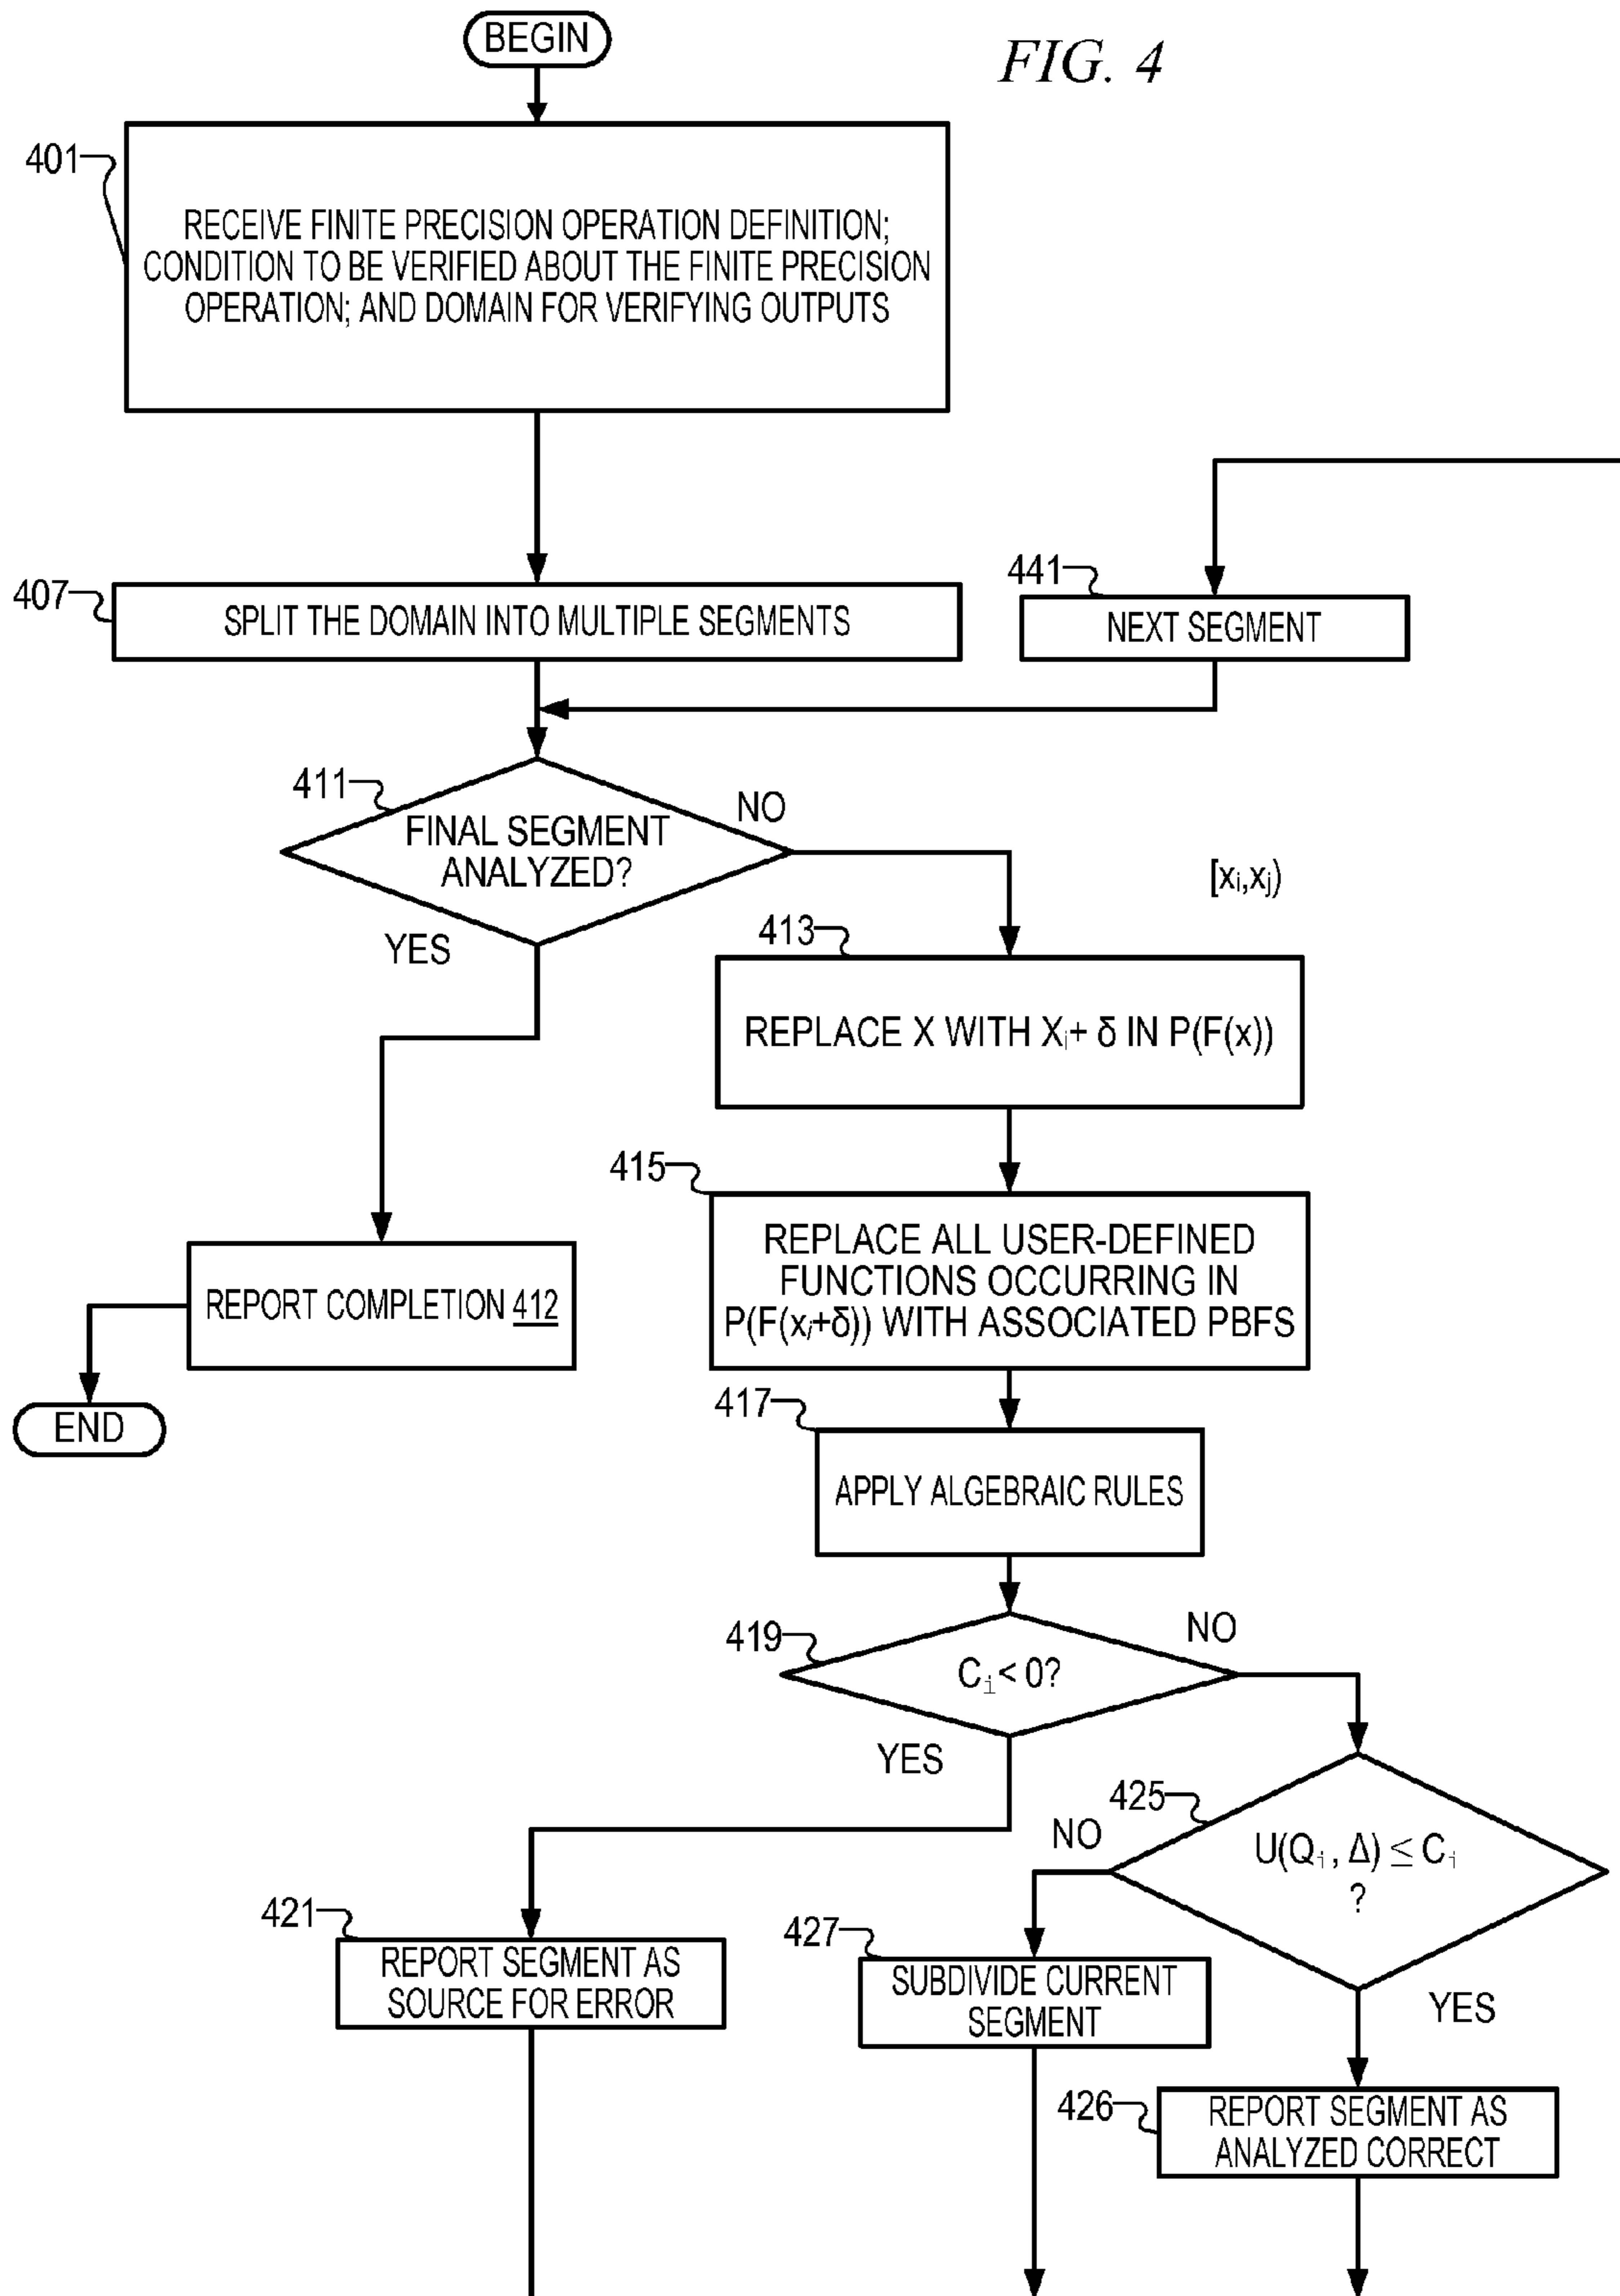 BEGIN
FIG. 4
401
RECEIVE FINITE PRECISION OPERATION DEFINITION;
CONDITION TO BE VERIFIED ABOUT THE FINITE PRECISION
OPERATION; AND DOMAIN FOR VERIFYING OUTPUTS
407
SPLIT THE DOMAIN INTO MULTIPLE SEGMENTS
441
NEXT SEGMENT
411
FINAL SEGMENT
ANALYZED?
NO
YES
[xᵢ,xⱼ)
413
REPLACE X WITH Xᵢ+ δ IN P(F(x))
415
REPLACE ALL USER-DEFINED
FUNCTIONS OCCURRING IN
P(F(xᵢ+δ)) WITH ASSOCIATED PBFS
REPORT COMPLETION 412
END
417
APPLY ALGEBRAIC RULES
419
Cᵢ< 0?
NO
YES
425
U(Qᵢ, Δ) ≤ Cᵢ
?
NO
YES
421
REPORT SEGMENT AS
SOURCE FOR ERROR
427
SUBDIVIDE CURRENT
SEGMENT
426
REPORT SEGMENT AS
ANALYZED CORRECT